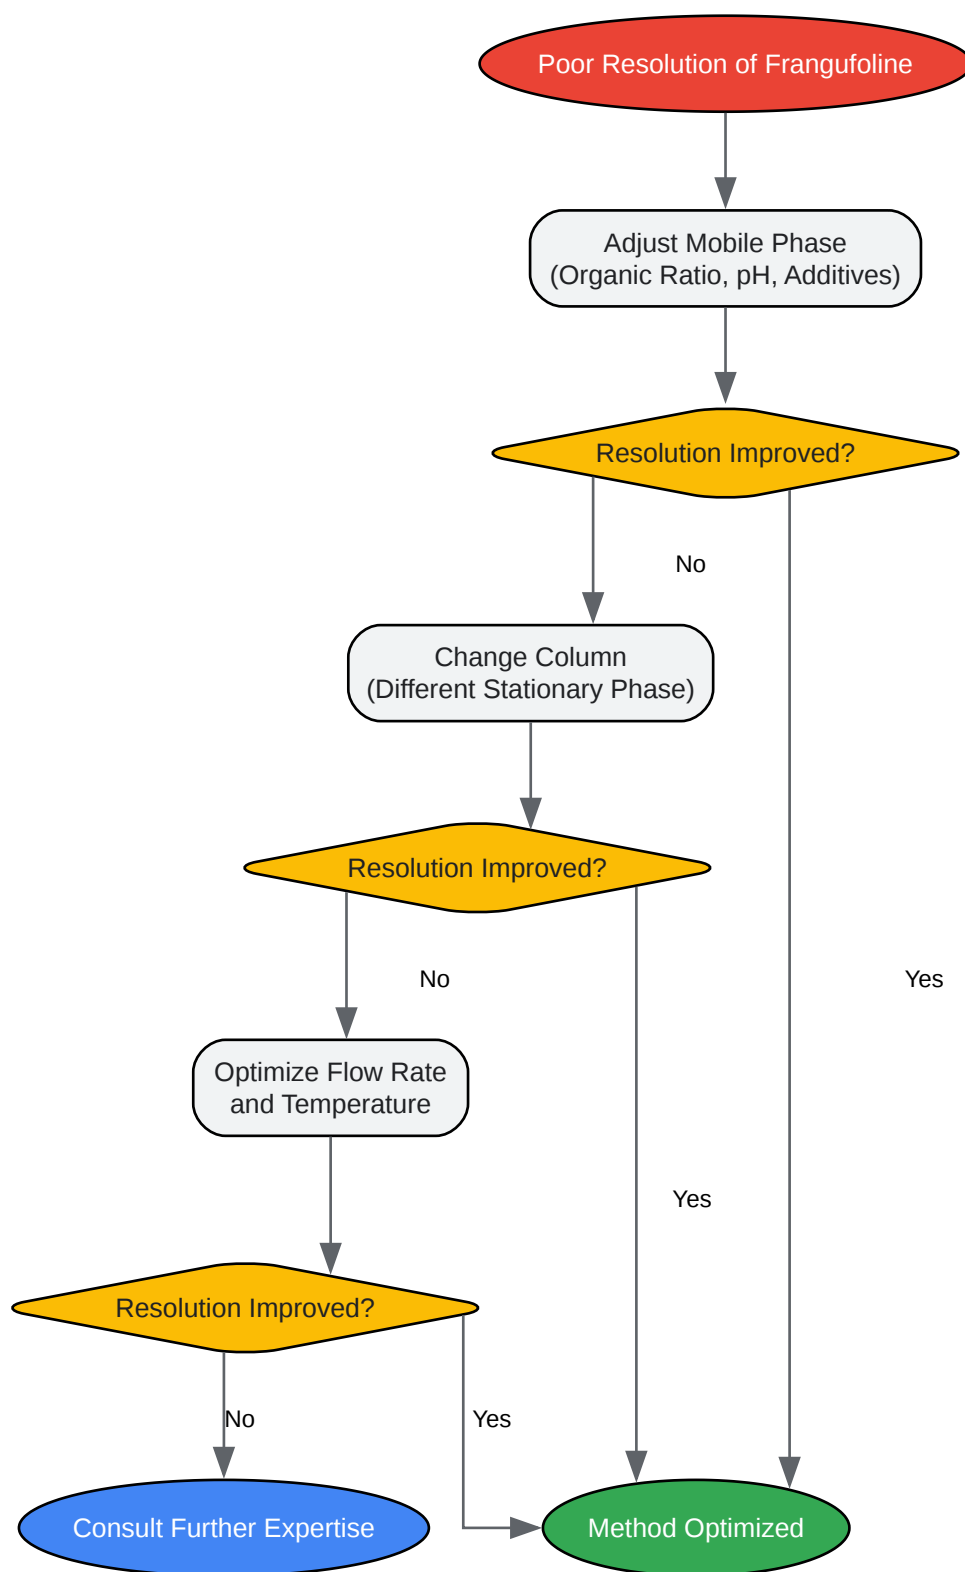 Poor Resolution of Frangufoline
Adjust Mobile Phase
(Organic Ratio, pH, Additives)
Resolution Improved?
No
Change Column
(Different Stationary Phase)
Resolution Improved?
No
Yes
Optimize Flow Rate
and Temperature
Yes
Resolution Improved?
No
Yes
Consult Further Expertise
Method Optimized